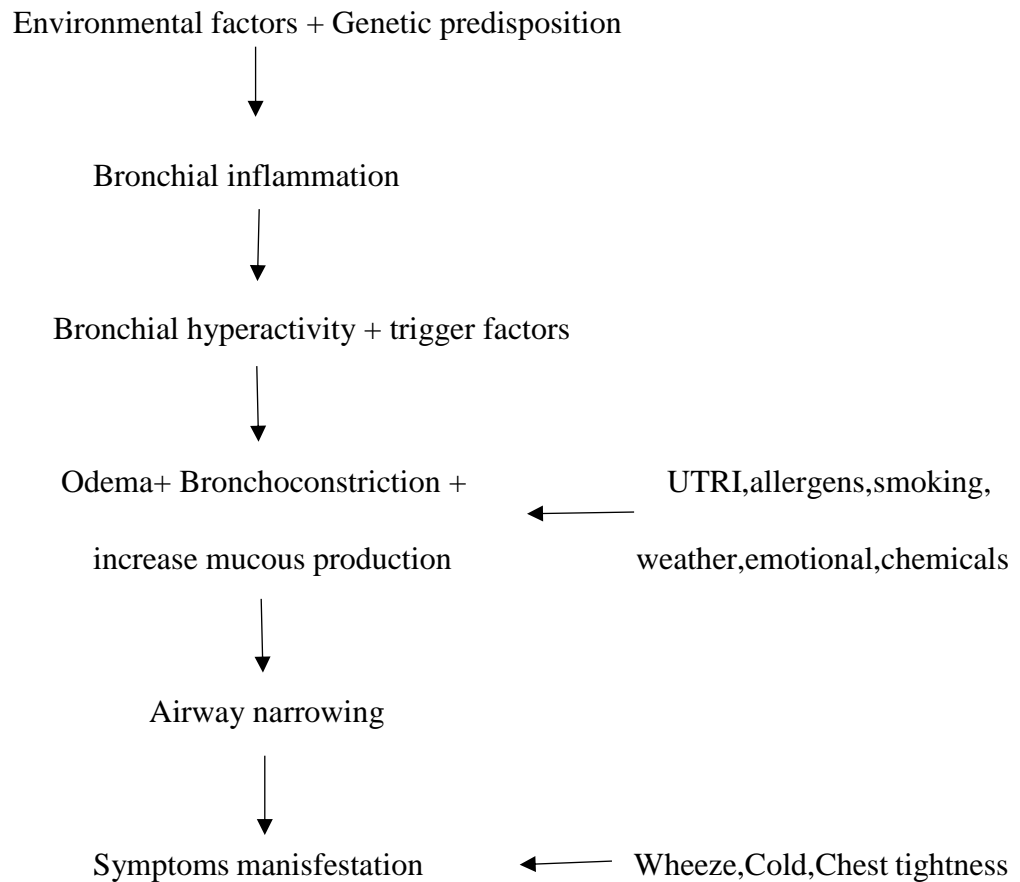 Environmental factors + Genetic predisposition
Bronchial inflammation
Bronchial hyperactivity + trigger factors
Odema+ Bronchoconstriction +
increase mucous production
UTRI,allergens,smoking,
weather,emotional,chemicals
Airway narrowing
Symptoms manisfestation
Wheeze,Cold,Chest tightness